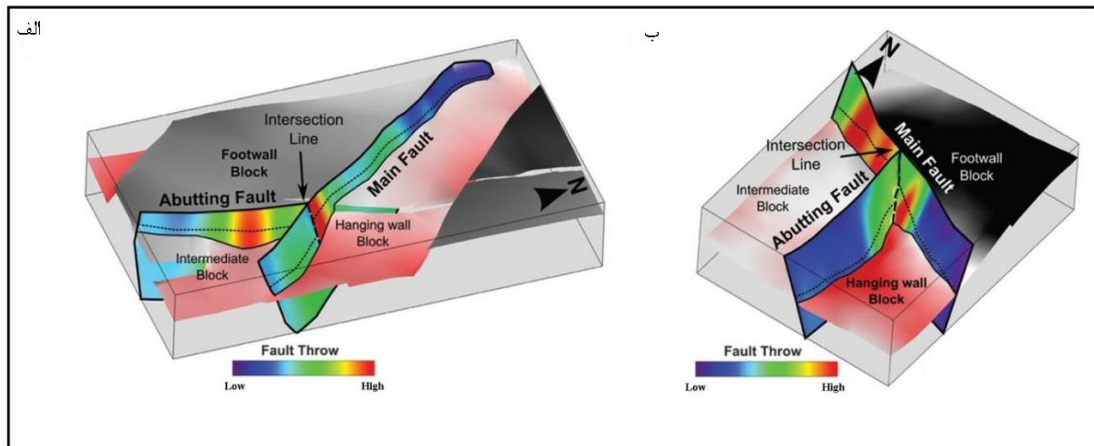 الف
Intersection
Line
Footwall
Block
Abutting Fault
Main Fault
N
Hanging wall
Block
Intermediate
Block
Fault Throw
Low
High
ب
N
Intersection
Line
Main Fault
Footwall
Block
Intermediate
Block
Abutting Fault
Hanging wall
Block
Fault Throw
Low
High